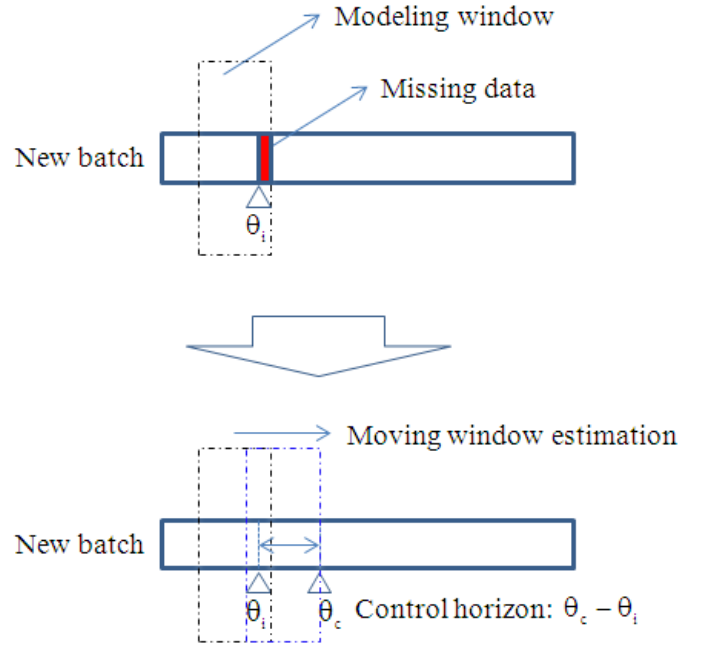 Modeling window
Missing data
New batch
θi
Moving window estimation
New batch
θi θc Control horizon: θc − θi